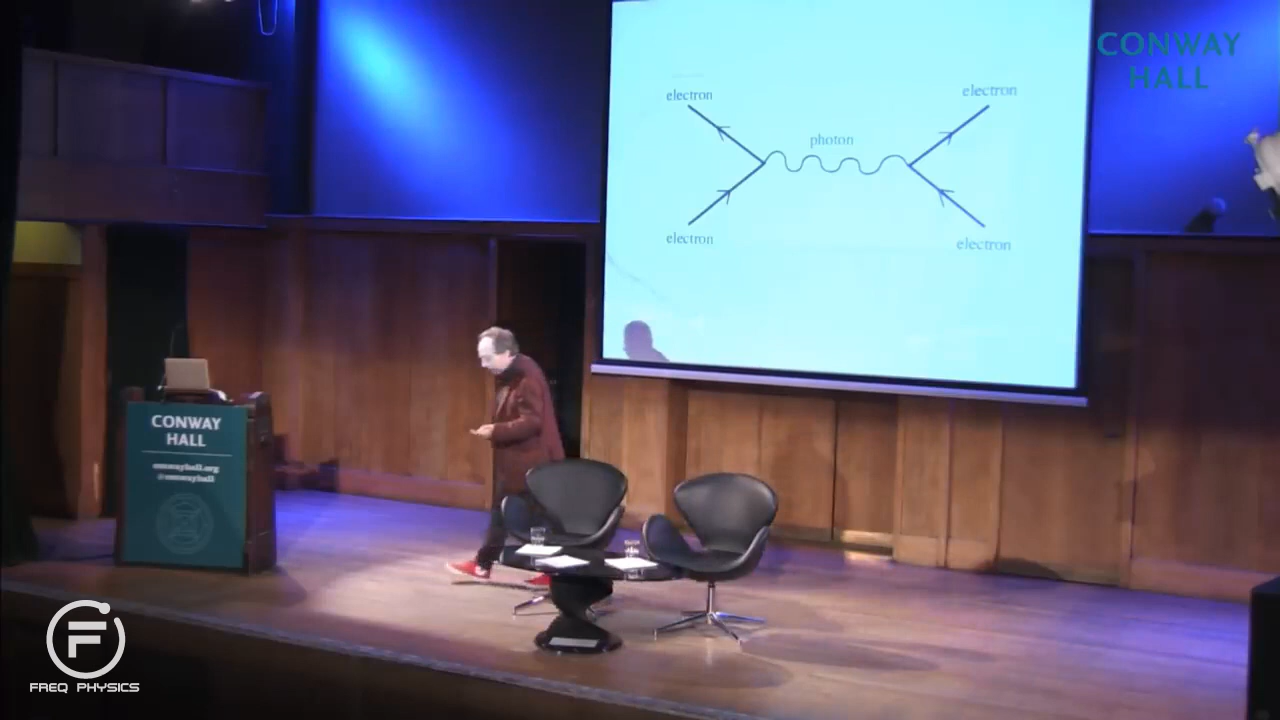 CONWAY
HALL
electron
electron
photon
electron
electron
CONWAY
HALL
conwayhall.org
@conwayhall
FREQ PHYSICS